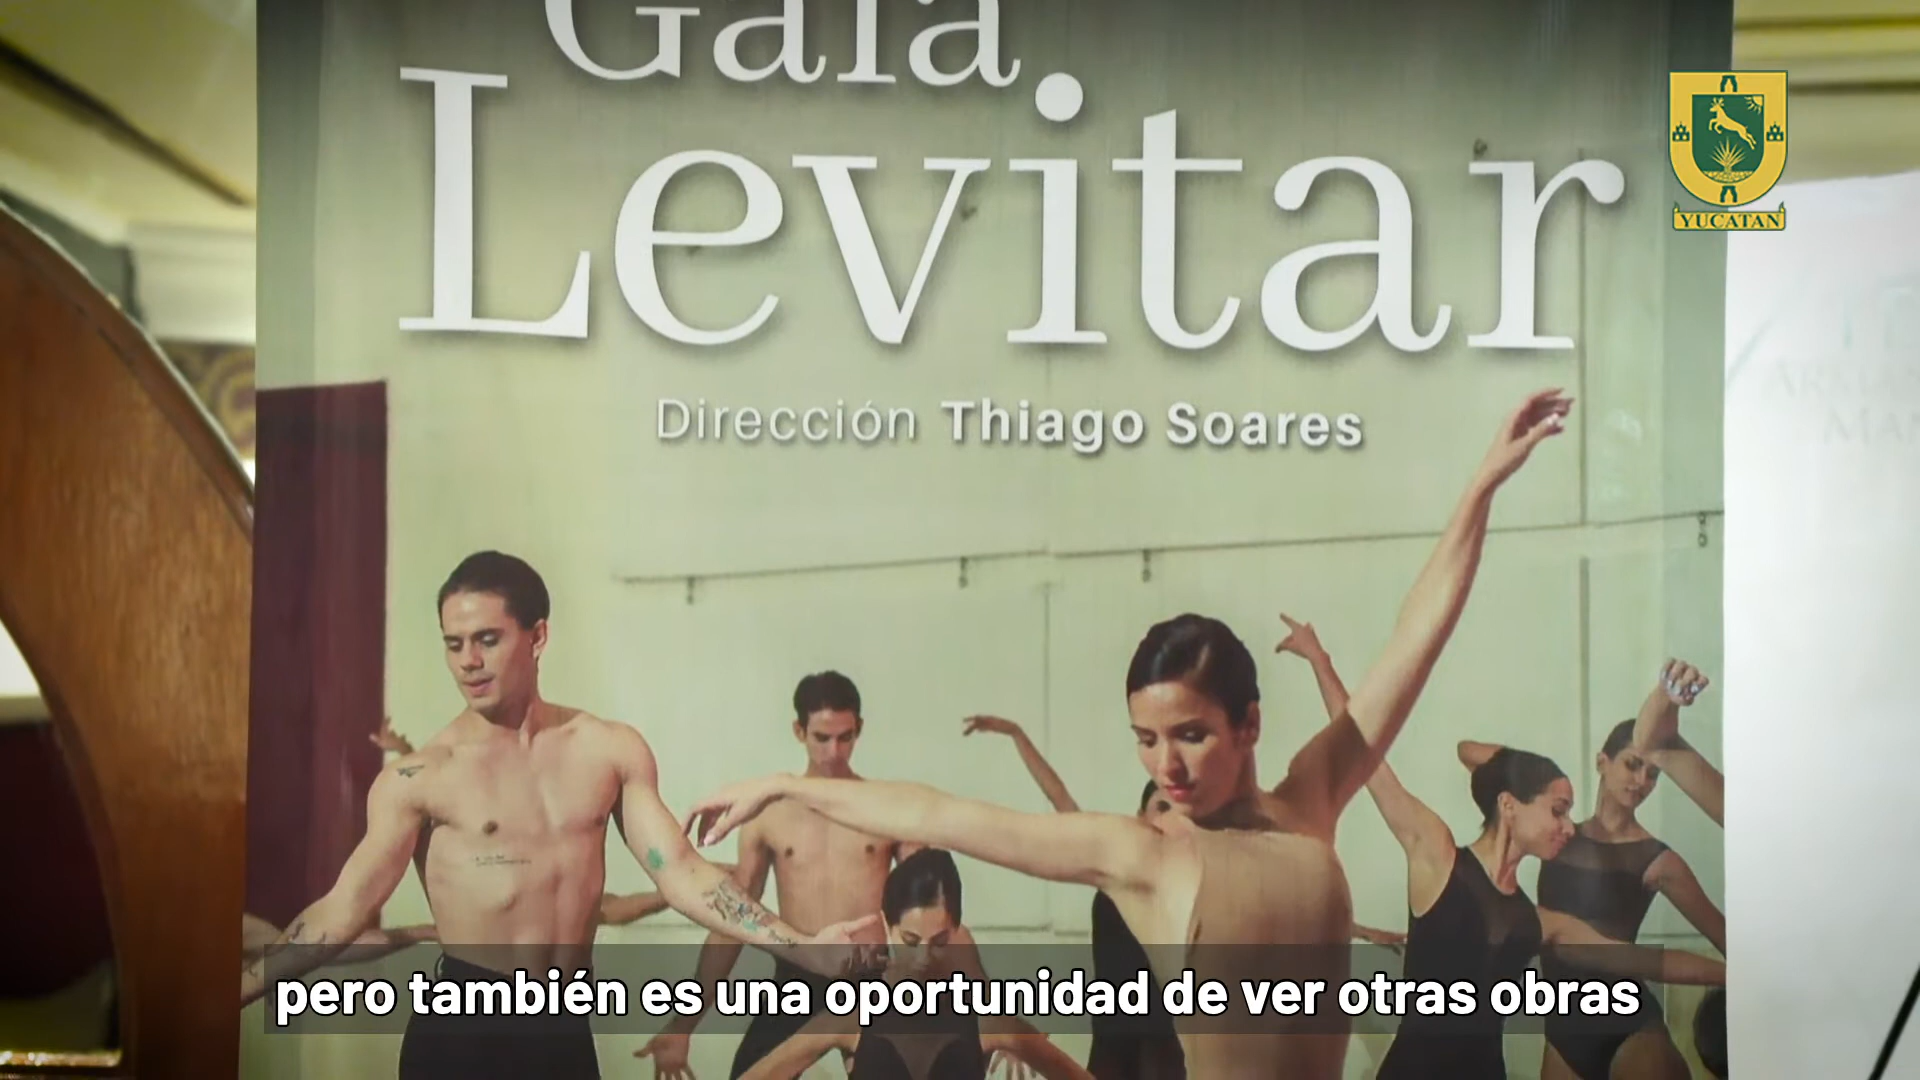 Gala
Levitar
Dirección Thiago Soares
YUCATAN
pero también es una oportunidad de ver otras obras